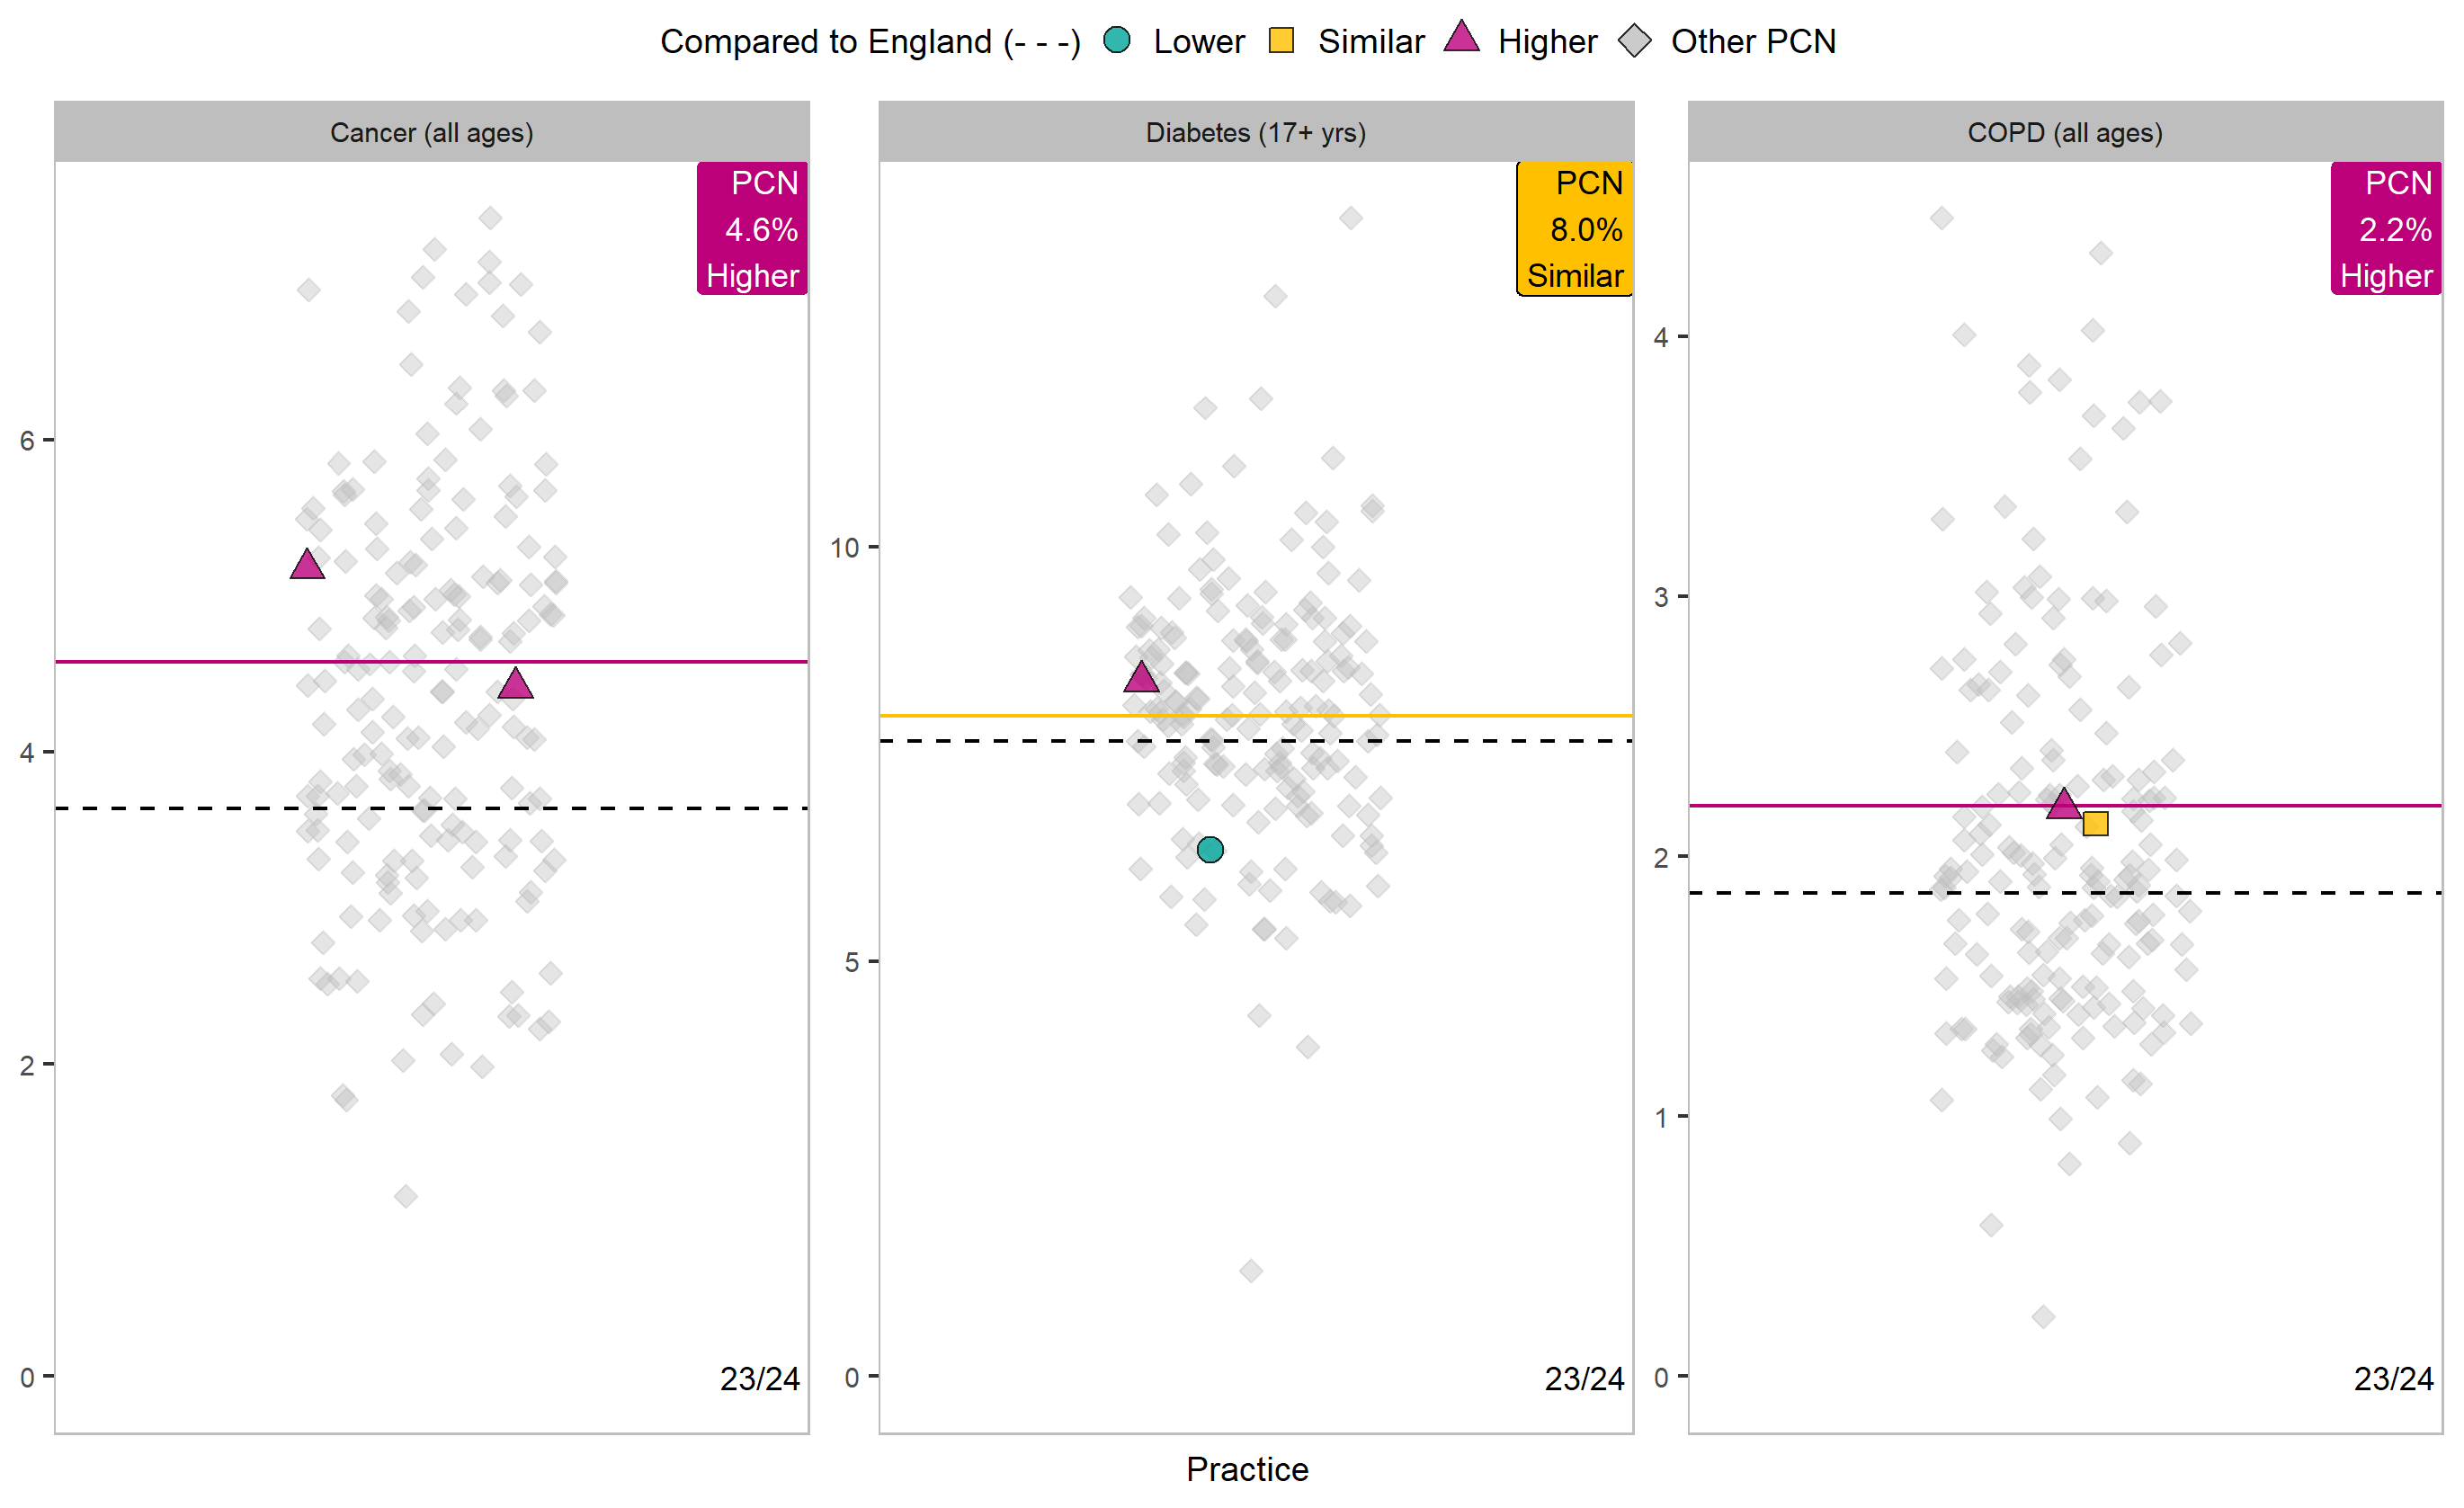 Compared to England (- - -) Lower Similar Higher Other PCN
Cancer (all ages)
PCN
4.6%
Higher
6
4
2
0
23/24
Diabetes (17+ yrs)
PCN
8.0%
Similar
10
5
0
23/24
COPD (all ages)
PCN
2.2%
Higher
4
3
2
1
0
23/24
Practice